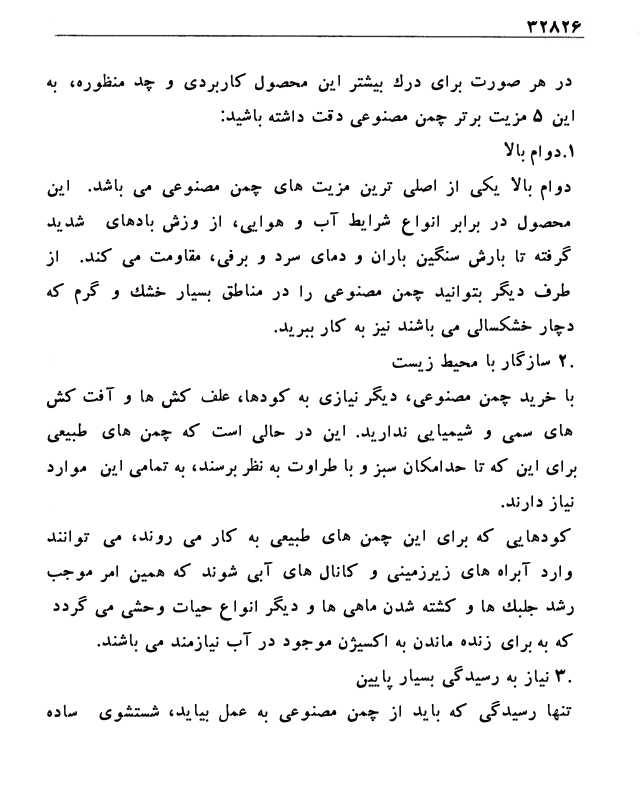 ۳۲۸۲۶
در هر صورت برای درك بیشتر این محصول کاربردی و چد منظوره، به
این ۵ مزیت برتر چمن مصنوعی دقت داشته باشید:
۱.دوام بالا
دوام بالا یکی از اصلی ترین مزیت های چمن مصنوعی می باشد. این
محصول در برابر انواع شرایط آب و هوایی، از وزش بادهای شدید
گرفته تا بارش سنگین باران و دمای سرد و برفی، مقاومت می کند. از
طرف دیگر بتوانید چمن مصنوعی را در مناطق بسیار خشك و گرم که
دچار خشکسالی می باشند نیز به کار ببرید.
۲. سازگار با محیط زیست
با خرید چمن مصنوعی، دیگر نیازی به کودها، علف کش ها و آفت کش
های سمی و شیمیایی ندارید. این در حالی است که چمن های طبیعی
برای این که تا حدامکان سبز و با طراوت به نظر برسند، به تمامی این موارد
نیاز دارند.
کودهایی که برای این چمن های طبیعی به کار می روند، می توانند
وارد آبراه های زیرزمینی و کانال های آبی شوند که همین امر موجب
رشد جلبك ها و کشته شدن ماهی ها و دیگر انواع حیات وحشی می گردد
که به برای زنده ماندن به اکسیژن موجود در آب نیازمند می باشند.
۳. نیاز به رسیدگی بسیار پایین
تنها رسیدگی که باید از چمن مصنوعی به عمل بیاید، شستشوی ساده